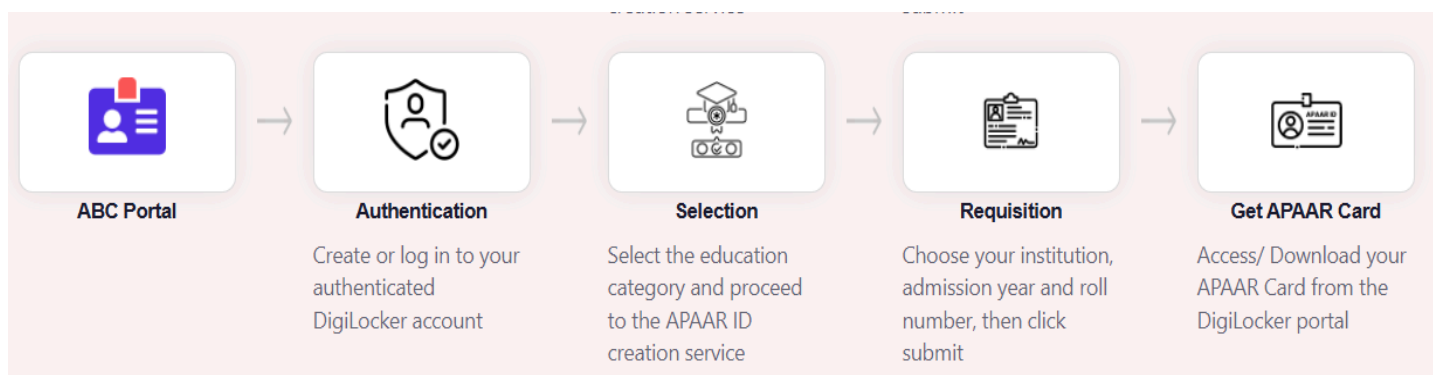 ABC Portal
Authentication
Create or log in to your
authenticated
DigiLocker account
Selection
Select the education
category and proceed
to the APAAR ID
creation service
Requisition
Choose your institution,
admission year and roll
number, then click
submit
APAAR ID
Get APAAR Card
Access/ Download your
APAAR Card from the
DigiLocker portal